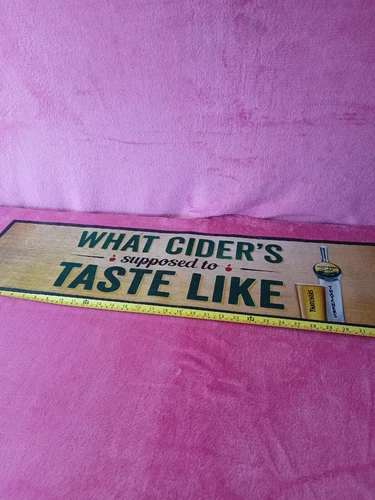 WHAT CIDER'S
supposed to
TASTE LIKE
THATCHERS